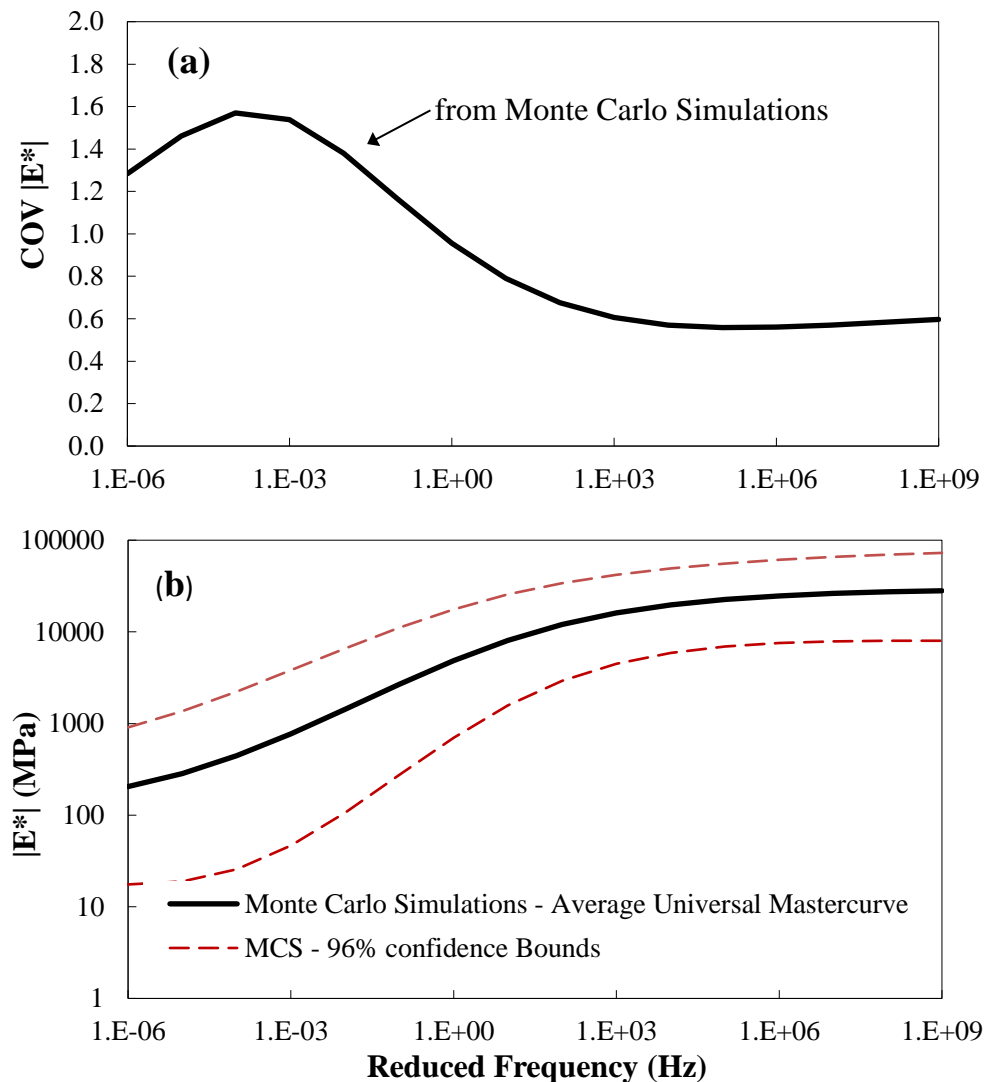 2.0
1.8
(a)
1.6
from Monte Carlo Simulations
1.4
1.2
1.0
0.8
0.6
0.4
0.2
0.0
COV |E*|
1.E-06 1.E-03 1.E+00 1.E+03 1.E+06 1.E+09
100000
(b)
10000
1000
100
10
1
|E*| (MPa)
Monte Carlo Simulations - Average Universal Mastercurve
MCS - 96% confidence Bounds
1.E-06 1.E-03 1.E+00 1.E+03 1.E+06 1.E+09
Reduced Frequency (Hz)